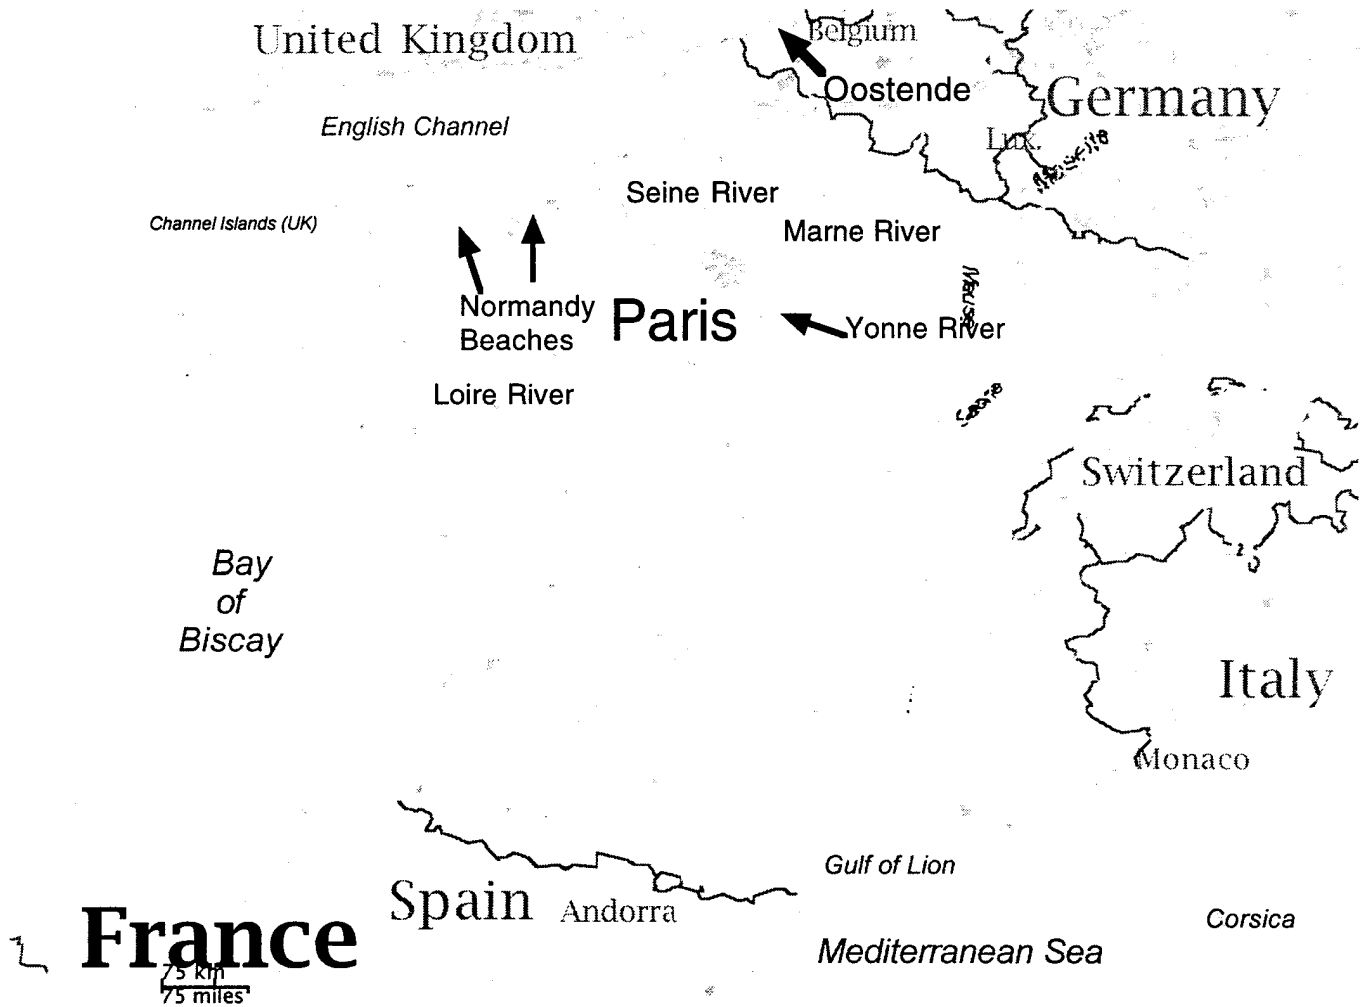 United Kingdom
Belgium
Oostende
Germany
English Channel
Lux.
Moselle
Seine River
Channel Islands (UK)
Marne River
Meuse
Normandy
Beaches
Paris
Yonne River
Loire River
Switzerland
Bay
of
Biscay
Italy
Monaco
Gulf of Lion
Spain
Andorra
Corsica
France
Mediterranean Sea
75 km
75 miles